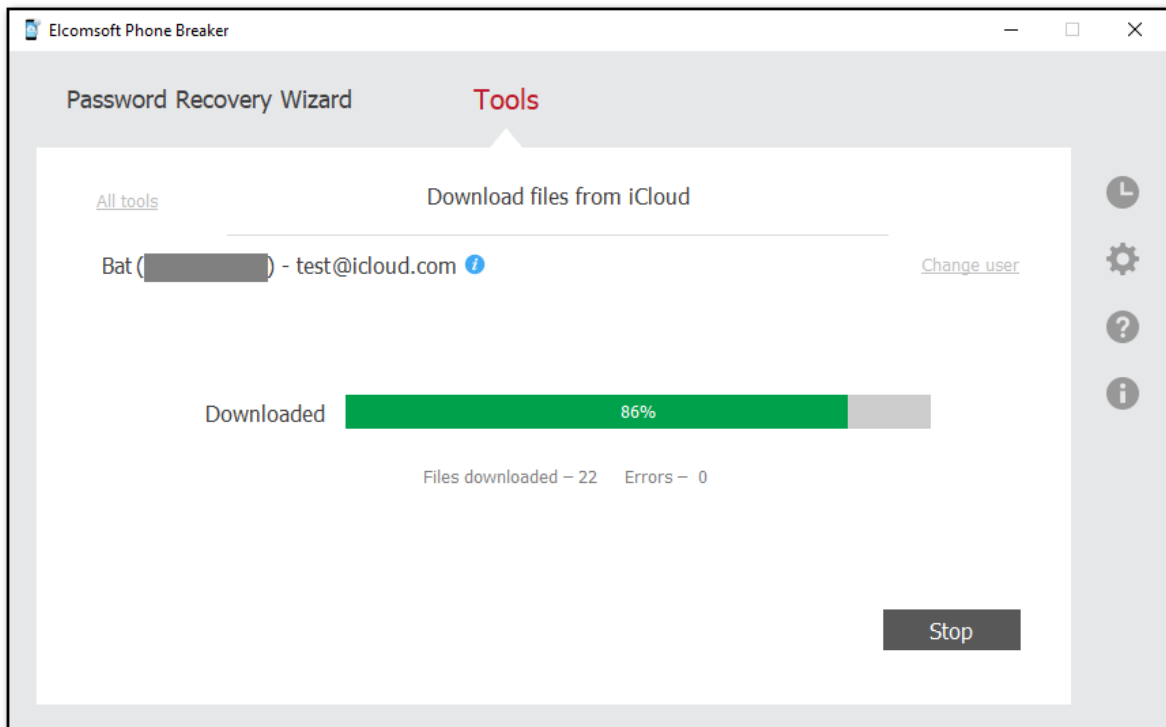 Elcomsoft Phone Breaker
Password Recovery Wizard Tools
All tools Download files from iCloud
Bat ( ) - test@icloud.com i Change user
Downloaded 86%
Files downloaded – 22 Errors – 0
Stop